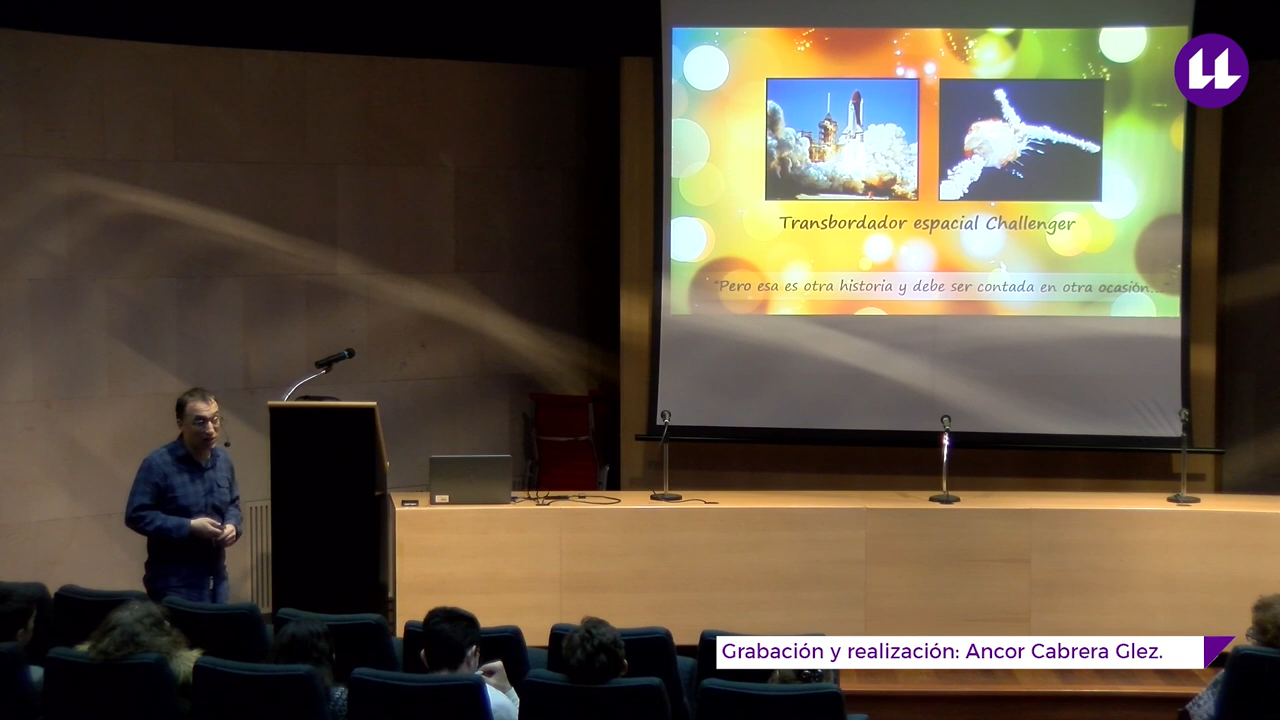 Transbordador espacial Challenger
"Pero esa es otra historia y debe ser contada en otra ocasión..."
Grabación y realización: Ancor Cabrera Glez.